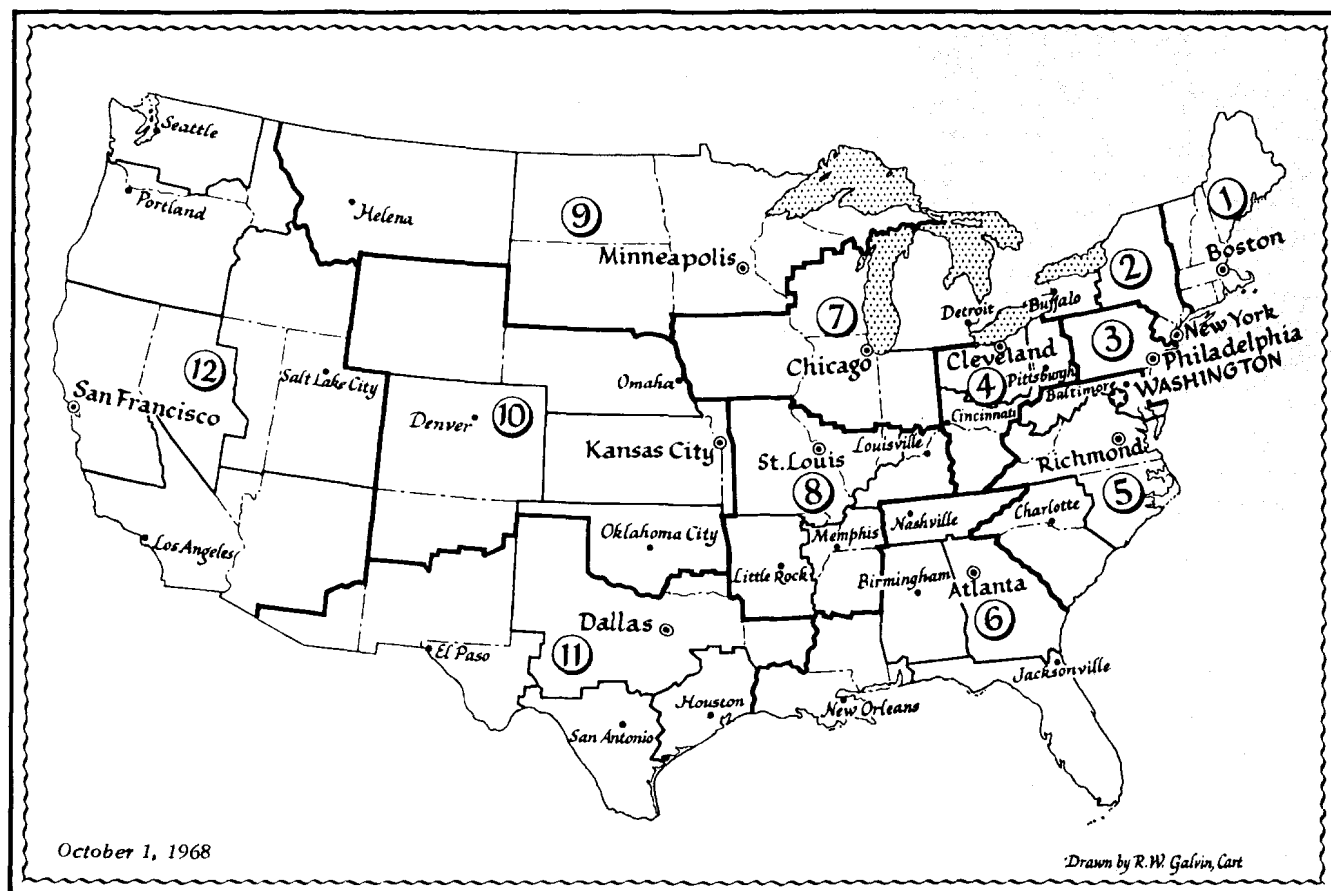 Seattle
Portland
Helena
9
Minneapolis
1
Boston
2
Buffalo
Detroit
7
Chicago
New York
3
Philadelphia
Cleveland
4
Pittsburgh
Baltimore
WASHINGTON
Cincinnati
12
Salt Lake City
San Francisco
Omaha
Denver
10
Kansas City
St. Louis
8
Louisville
Richmond
5
Charlotte
Nashville
Memphis
Oklahoma City
Little Rock
Los Angeles
Birmingham
Atlanta
6
Dallas
11
El Paso
Jacksonville
Houston
New Orleans
San Antonio
October 1, 1968
Drawn by R.W. Galvin, Cart